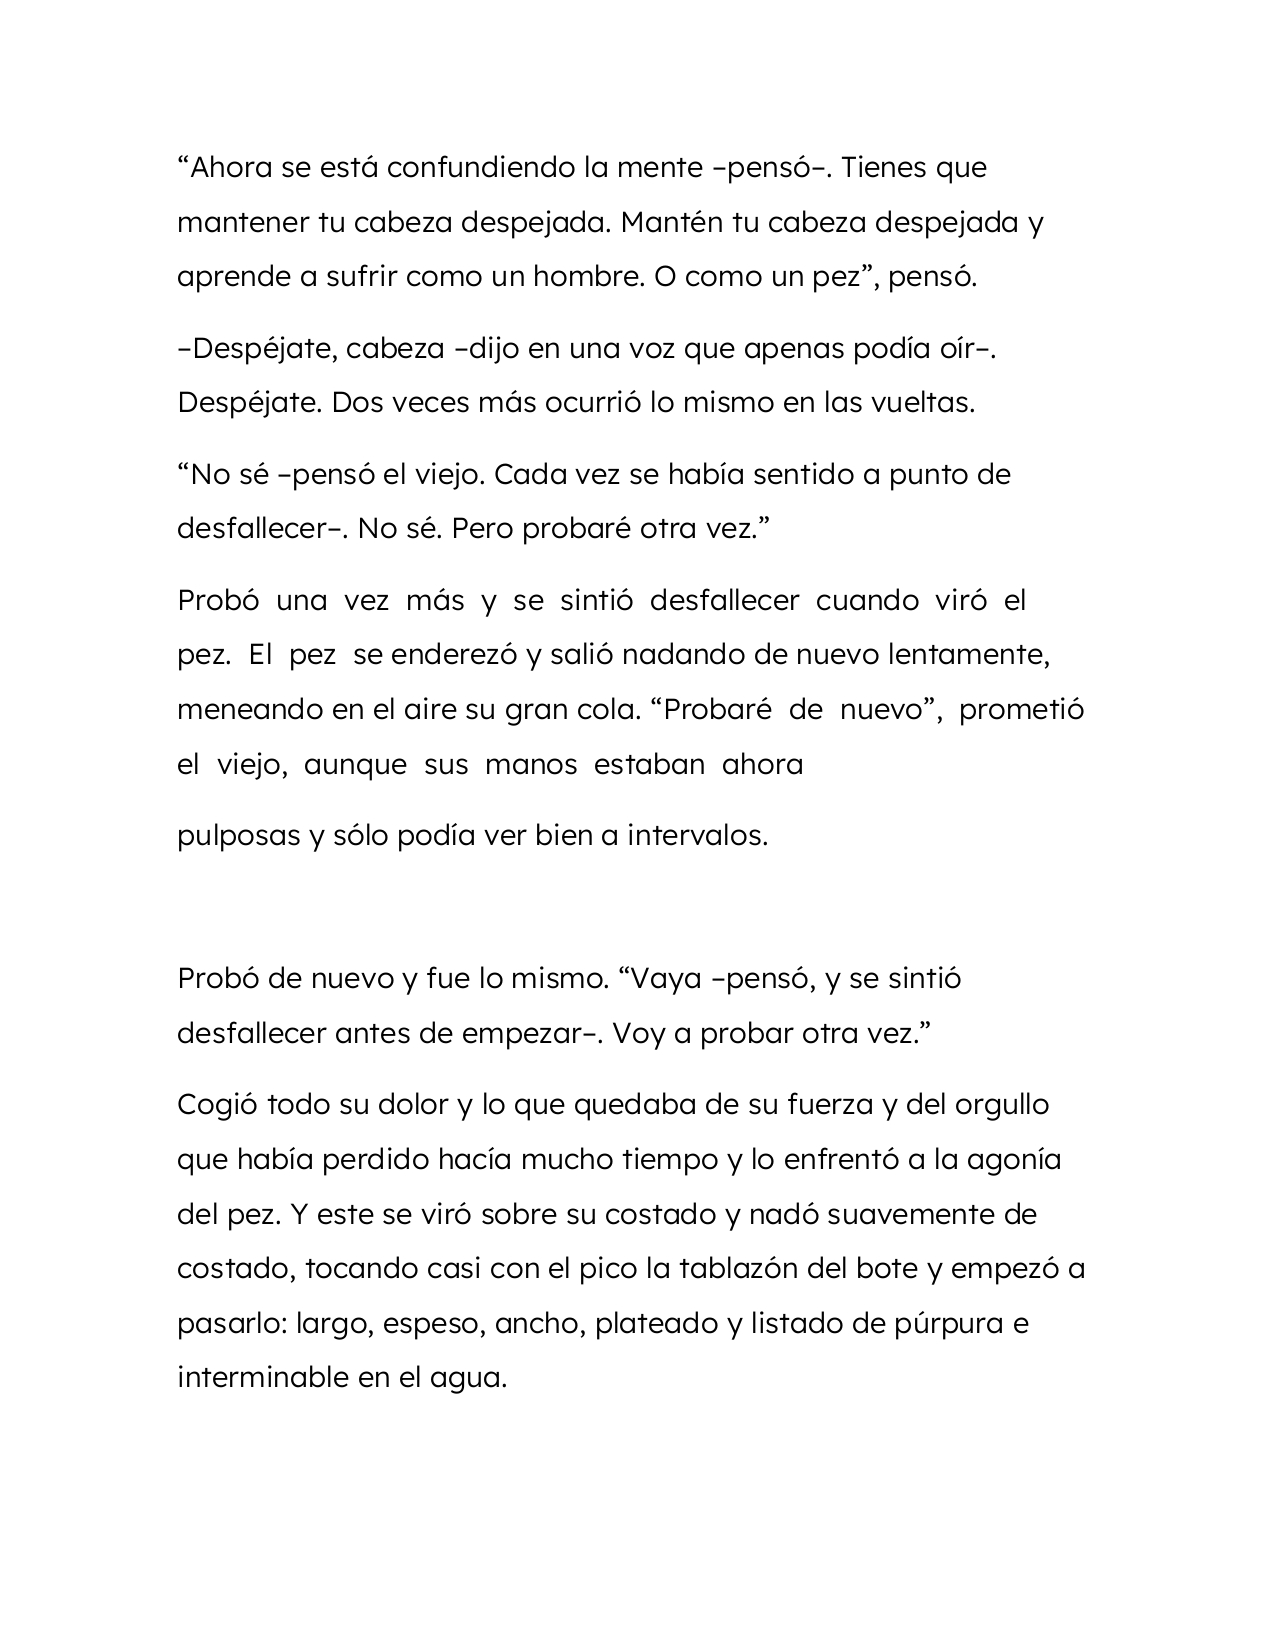 “Ahora se está confundiendo la mente –pensó–. Tienes que
mantener tu cabeza despejada. Mantén tu cabeza despejada y
aprende a sufrir como un hombre. O como un pez”, pensó.
–Despéjate, cabeza –dijo en una voz que apenas podía oír–.
Despéjate. Dos veces más ocurrió lo mismo en las vueltas.
“No sé –pensó el viejo. Cada vez se había sentido a punto de
desfallecer–. No sé. Pero probaré otra vez.”
Probó una vez más y se sintió desfallecer cuando viró el
pez. El pez se enderezó y salió nadando de nuevo lentamente,
meneando en el aire su gran cola. “Probaré de nuevo”, prometió
el viejo, aunque sus manos estaban ahora
pulposas y sólo podía ver bien a intervalos.
Probó de nuevo y fue lo mismo. “Vaya –pensó, y se sintió
desfallecer antes de empezar–. Voy a probar otra vez.”
Cogió todo su dolor y lo que quedaba de su fuerza y del orgullo
que había perdido hacía mucho tiempo y lo enfrentó a la agonía
del pez. Y este se viró sobre su costado y nadó suavemente de
costado, tocando casi con el pico la tablazón del bote y empezó a
pasarlo: largo, espeso, ancho, plateado y listado de púrpura e
interminable en el agua.